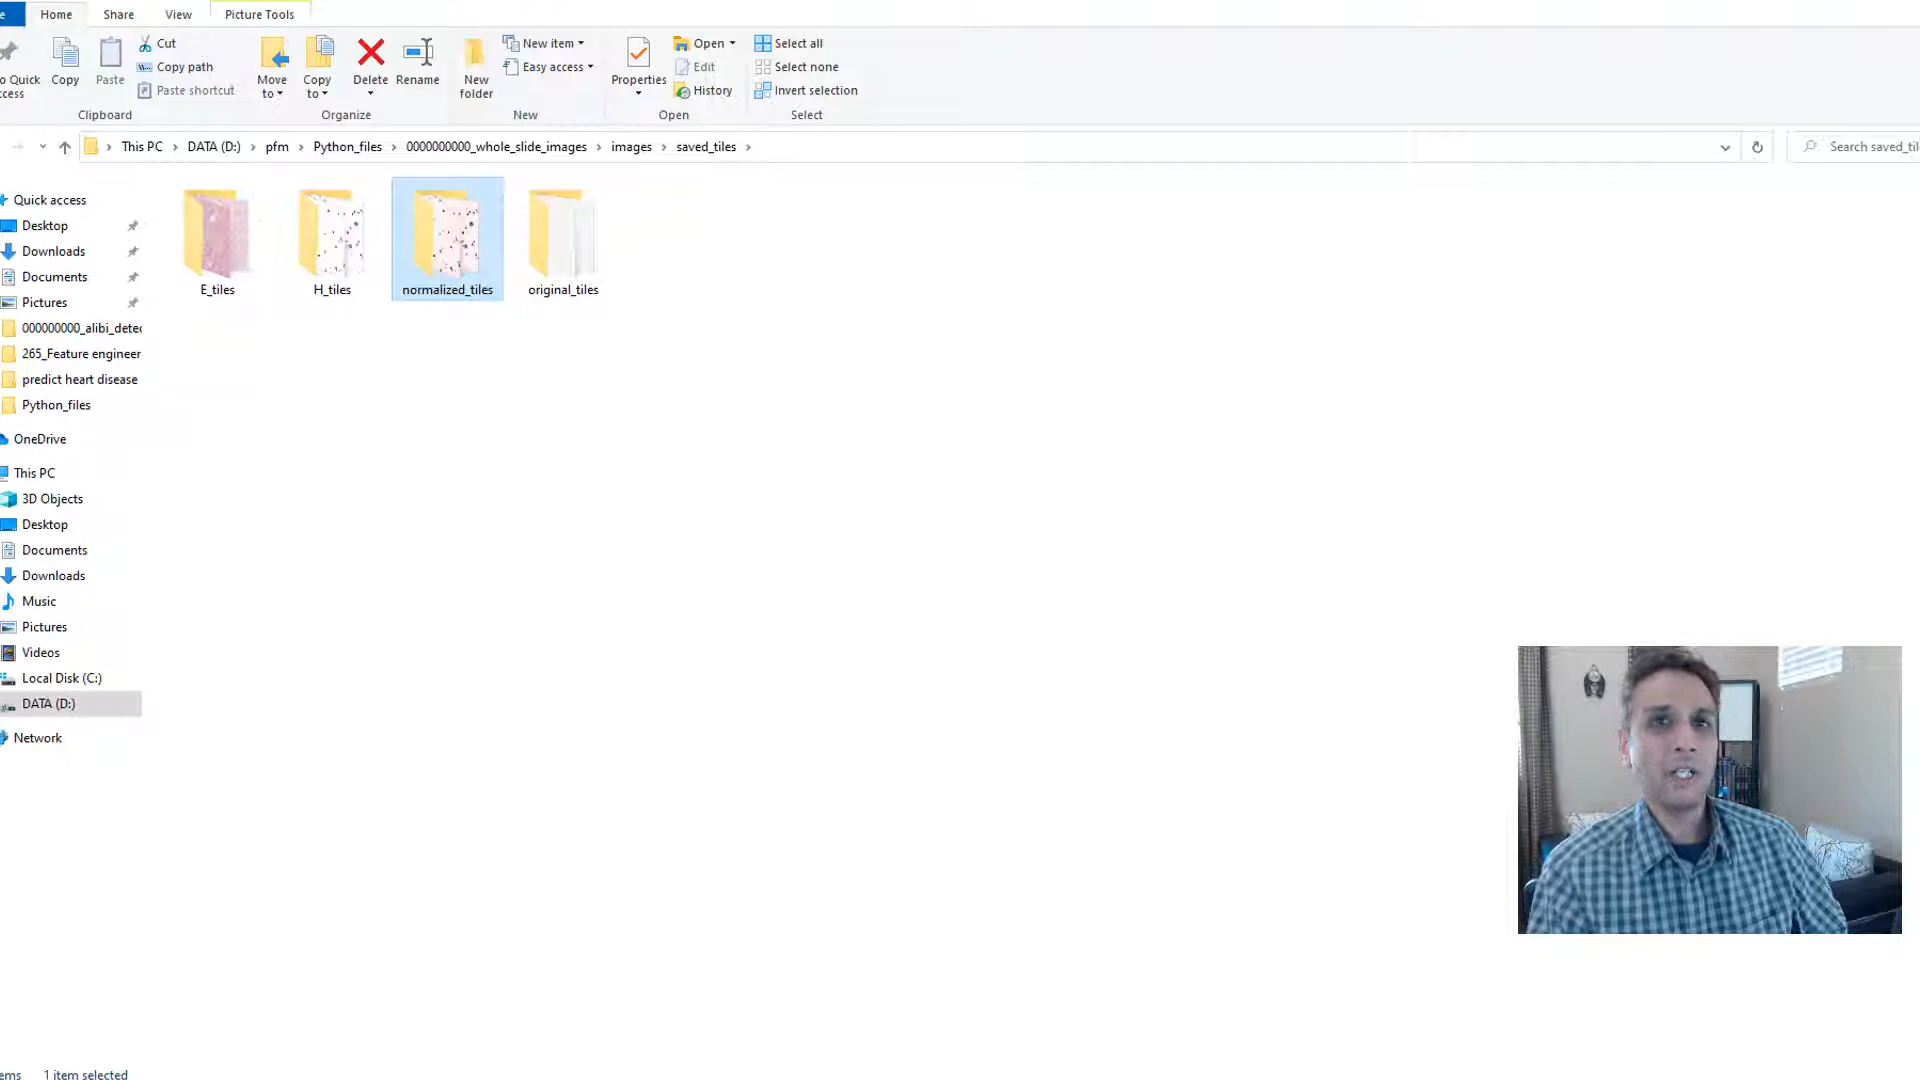 Home Share View Picture Tools
Copy
Paste
Cut
Copy path
Paste shortcut
Clipboard
Move to
Copy to
Delete
Rename
Organize
New folder
New item
Easy access
New
Properties
Open
Edit
History
Open
Select all
Select none
Invert selection
Select
This PC DATA (D:) pfm Python_files 0000000000_whole_slide_images images saved_tiles
Search saved_til
Quick access
Desktop
Downloads
Documents
Pictures
000000000_alibi_detec
265_Feature engineer
predict heart disease
Python_files
OneDrive
This PC
3D Objects
Desktop
Documents
Downloads
Music
Pictures
Videos
Local Disk (C:)
DATA (D:)
Network
E_tiles
H_tiles
normalized_tiles
original_tiles
1 item selected